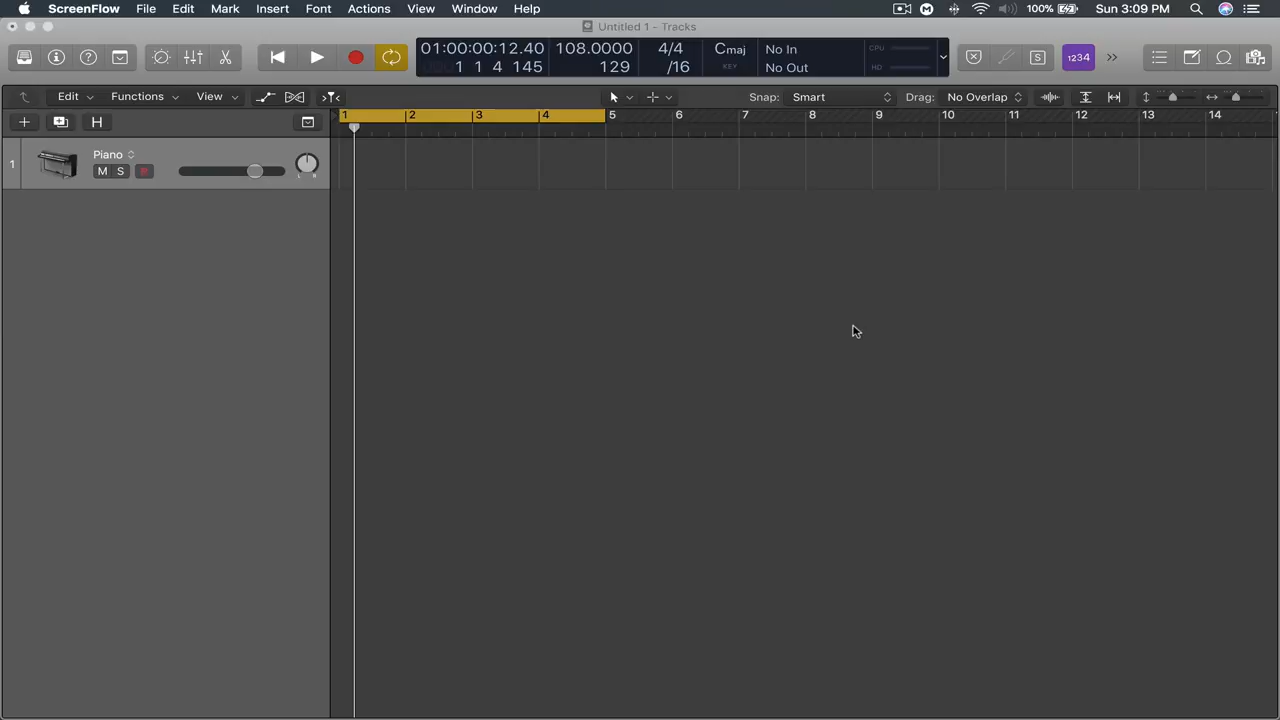 ScreenFlow File Edit Mark Insert Font Actions View Window Help 100% Sun 3:09 PM
Untitled 1 - Tracks
01:00:00:12.40 108.0000 4/4 Cmaj No In CPU
1 1 4 145 129 /16 KEY No Out HD
S 1234
Edit Functions View Snap: Smart Drag: No Overlap
1 2 3 4 5 6 7 8 9 10 11 12 13 14
H
1 Piano
M S
L R